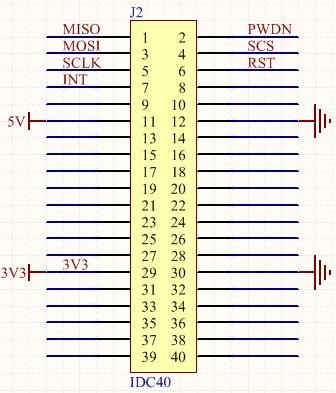 J2
MISO 1 2 PWDN
MOSI 3 4 SCS
SCLK 5 6 RST
INT 7 8
9 10
5V 11 12
13 14
15 16
17 18
19 20
21 22
23 24
25 26
27 28
3V3 3V3 29 30
31 32
33 34
35 36
37 38
39 40
IDC40